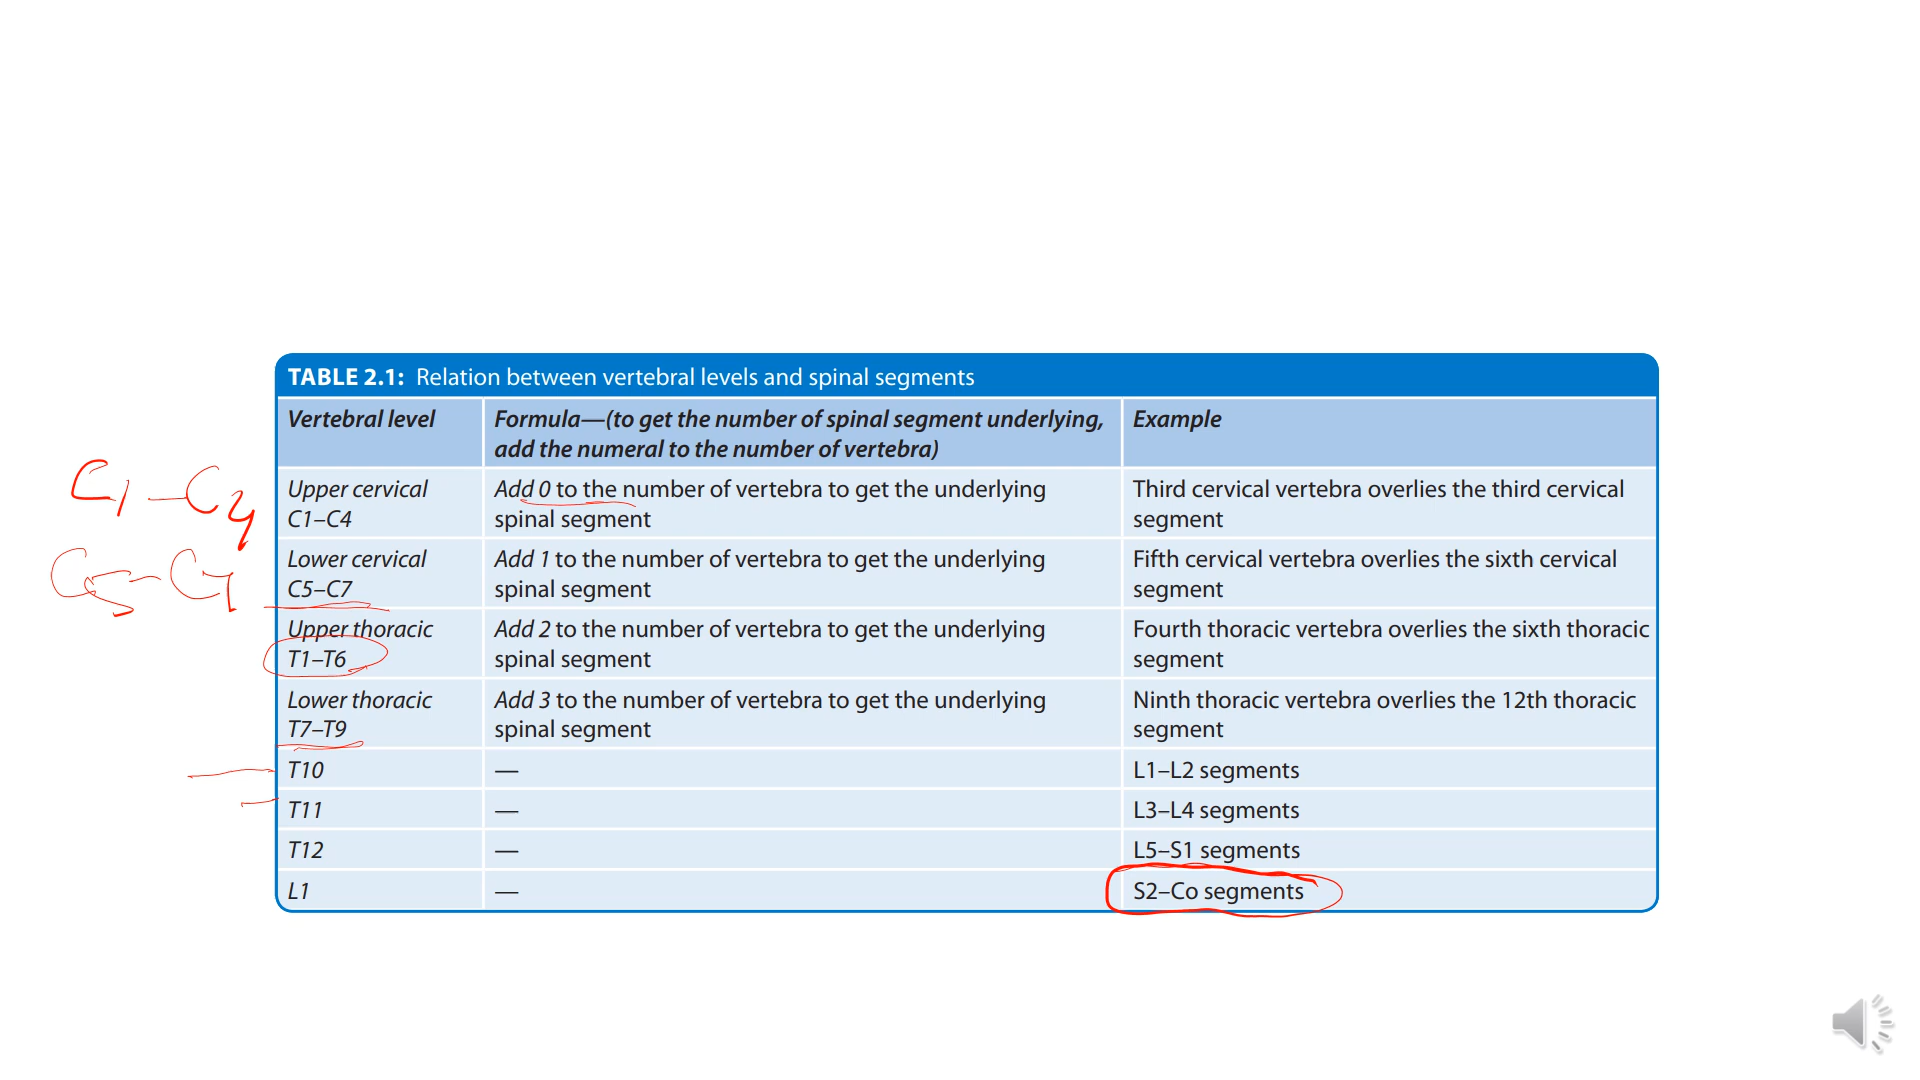 TABLE 2.1: Relation between vertebral levels and spinal segments
Vertebral level
Formula—(to get the number of spinal segment underlying,
add the numeral to the number of vertebra)
Example
C1–C4
Upper cervical
C1–C4
Add 0 to the number of vertebra to get the underlying
spinal segment
Third cervical vertebra overlies the third cervical
segment
C5–C7
Lower cervical
C5–C7
Add 1 to the number of vertebra to get the underlying
spinal segment
Fifth cervical vertebra overlies the sixth cervical
segment
Upper thoracic
T1–T6
Add 2 to the number of vertebra to get the underlying
spinal segment
Fourth thoracic vertebra overlies the sixth thoracic
segment
Lower thoracic
T7–T9
Add 3 to the number of vertebra to get the underlying
spinal segment
Ninth thoracic vertebra overlies the 12th thoracic
segment
T10
—
L1–L2 segments
T11
—
L3–L4 segments
T12
—
L5–S1 segments
L1
—
S2–Co segments